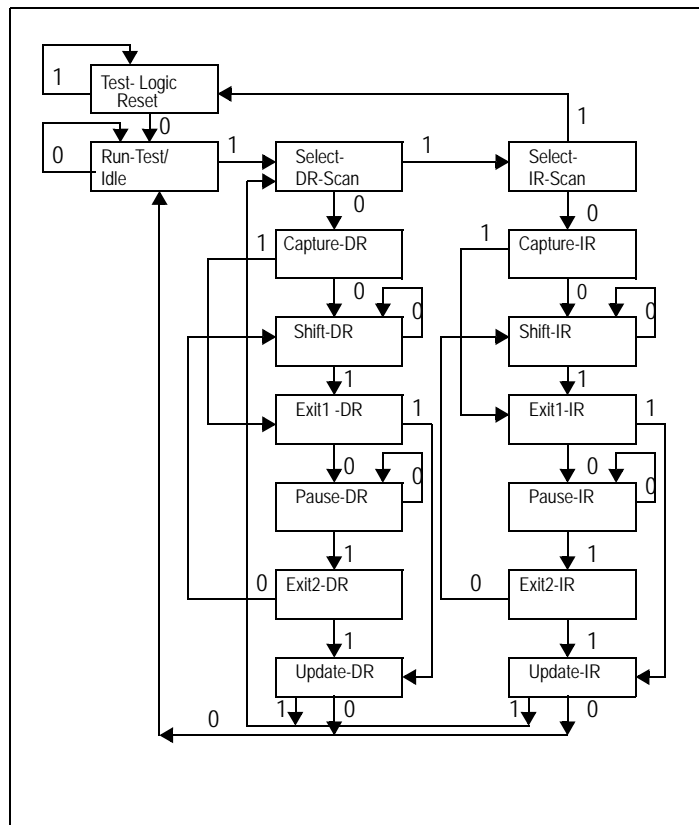 1
Test- Logic
Reset
0
1
0
Run-Test/
Idle
1
Select-
DR-Scan
1
Select-
IR-Scan
0
0
1
Capture-DR
1
Capture-IR
0
0
Shift-DR
0
Shift-IR
0
1
1
Exit1 -DR
1
Exit1-IR
1
0
0
Pause-DR
0
Pause-IR
0
1
1
0
Exit2-DR
0
Exit2-IR
1
1
Update-DR
Update-IR
1
0
1
0
0